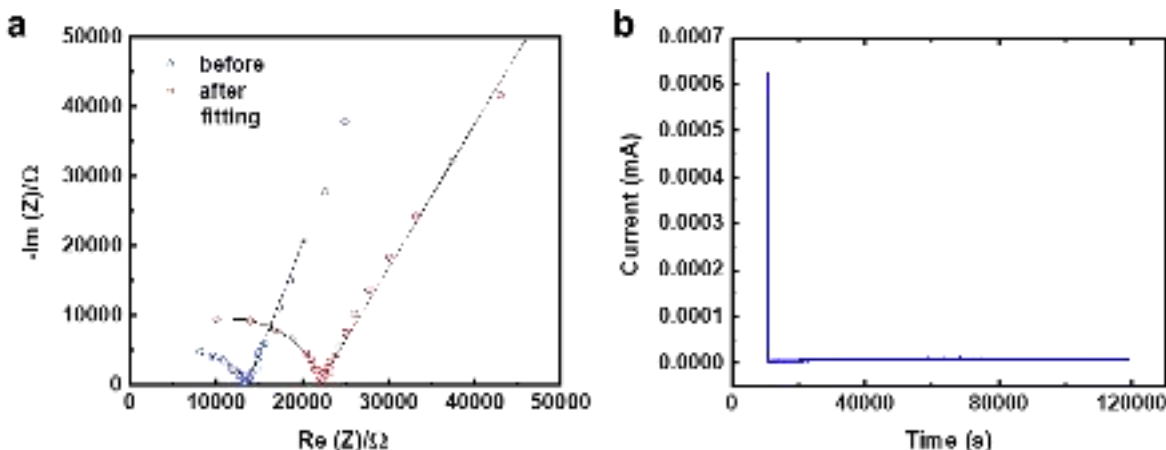 a
50000
40000
30000
20000
10000
0
-Im (Z)/Ω
before
after
fitting
0 10000 20000 30000 40000 50000
Re (Z)/Ω
b
0.0007
0.0006
0.0005
0.0004
0.0003
0.0002
0.0001
0.0000
Current (mA)
0 40000 80000 120000
Time (s)